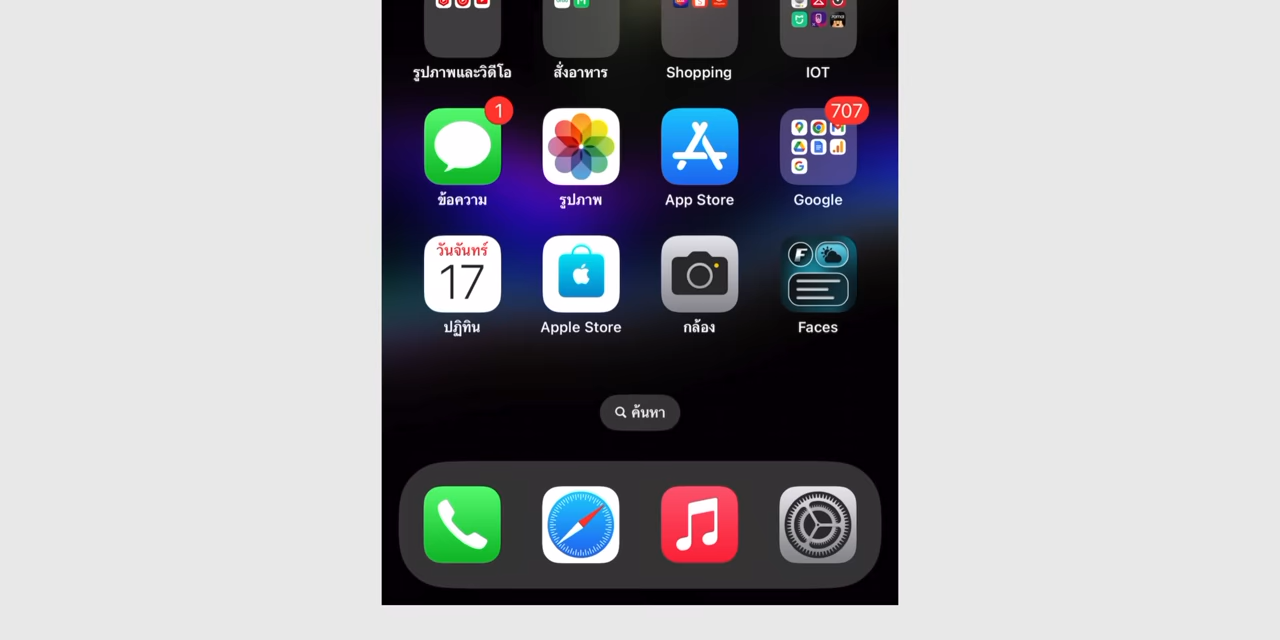 รูปภาพและวิดีโอ
สั่งอาหาร
Shopping
IOT
1
707
ข้อความ
รูปภาพ
App Store
Google
วันจันทร์
17
ปฏิทิน
Apple Store
กล้อง
Faces
ค้นหา